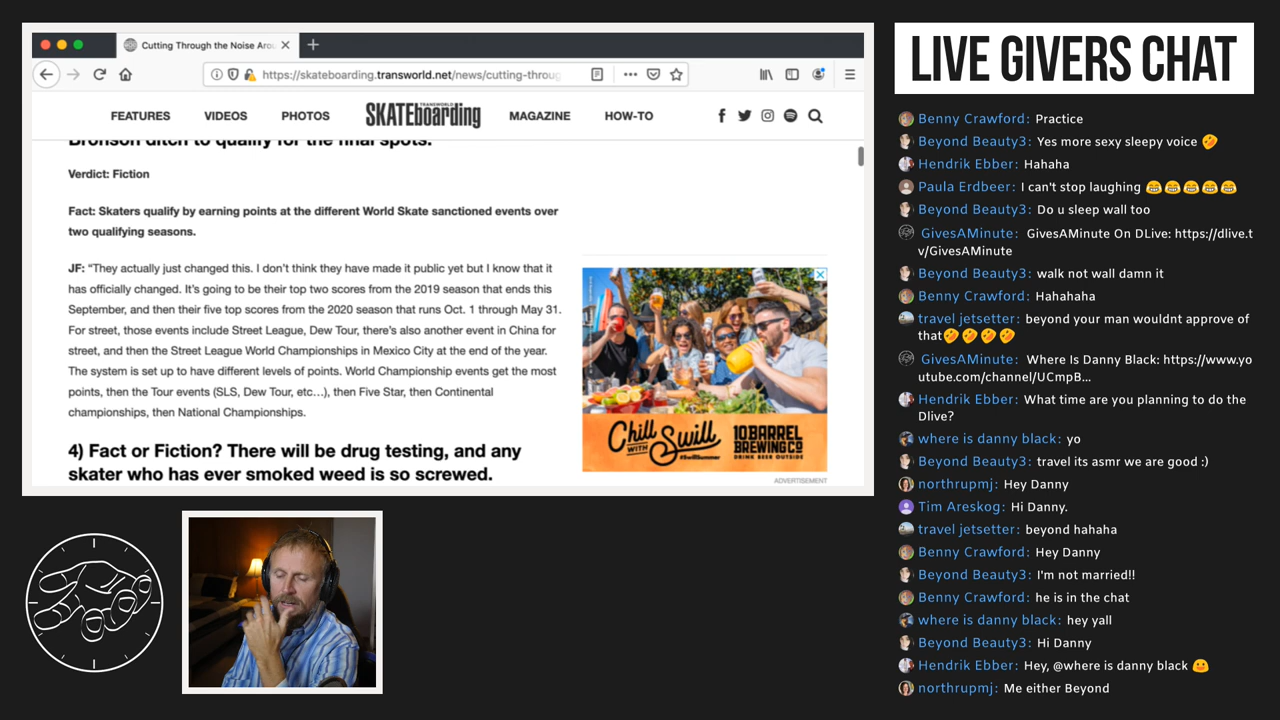 Cutting Through the Noise Arou
https://skateboarding.transworld.net/news/cutting-throug
FEATURES VIDEOS PHOTOS TRANSWORLD SKATEboarding MAGAZINE HOW-TO
Bronson ditch to qualify for the final spots.
Verdict: Fiction
Fact: Skaters qualify by earning points at the different World Skate sanctioned events over
two qualifying seasons.
JF: “They actually just changed this. I don’t think they have made it public yet but I know that it
has officially changed. It’s going to be their top two scores from the 2019 season that ends this
September, and then their five top scores from the 2020 season that runs Oct. 1 through May 31.
For street, those events include Street League, Dew Tour, there’s also another event in China for
street, and then the Street League World Championships in Mexico City at the end of the year.
The system is set up to have different levels of points. World Championship events get the most
points, then the Tour events (SLS, Dew Tour, etc…), then Five Star, then Continental
championships, then National Championships.
4) Fact or Fiction? There will be drug testing, and any
skater who has ever smoked weed is so screwed.
Chill with Swill
#SwillSummer
10 BARREL
BREWING CO
DRINK BEER OUTSIDE
ADVERTISEMENT
LIVE GIVERS CHAT
Benny Crawford: Practice
Beyond Beauty3: Yes more sexy sleepy voice 🤣
Hendrik Ebber: Hahaha
Paula Erdbeer: I can't stop laughing 😂😂😂😂😂
Beyond Beauty3: Do u sleep wall too
GivesAMinute: GivesAMinute On DLive: https://dlive.t
v/GivesAMinute
Beyond Beauty3: walk not wall damn it
Benny Crawford: Hahahaha
travel jetsetter: beyond your man wouldnt approve of
that🤣🤣🤣🤣
GivesAMinute: Where Is Danny Black: https://www.yo
utube.com/channel/UCmpB...
Hendrik Ebber: What time are you planning to do the
Dlive?
where is danny black: yo
Beyond Beauty3: travel its asmr we are good :)
northrupmj: Hey Danny
Tim Areskog: Hi Danny.
travel jetsetter: beyond hahaha
Benny Crawford: Hey Danny
Beyond Beauty3: I'm not married!!
Benny Crawford: he is in the chat
where is danny black: hey yall
Beyond Beauty3: Hi Danny
Hendrik Ebber: Hey, @where is danny black 🙂
northrupmj: Me either Beyond